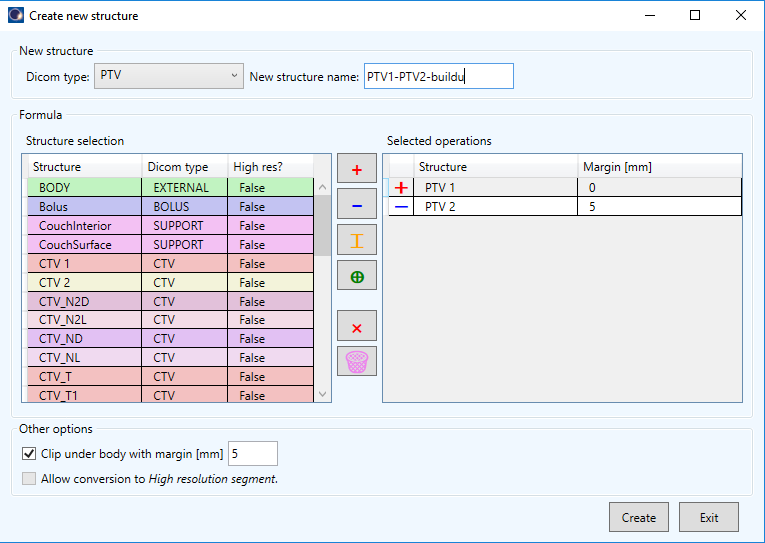 Create new structure
New structure
Dicom type: PTV New structure name: PTV1-PTV2-buildu
Formula
Structure selection
Structure Dicom type High res?
BODY EXTERNAL False
Bolus BOLUS False
CouchInterior SUPPORT False
CouchSurface SUPPORT False
CTV 1 CTV False
CTV 2 CTV False
CTV_N2D CTV False
CTV_N2L CTV False
CTV_ND CTV False
CTV_NL CTV False
CTV_T CTV False
CTV_T1 CTV False
Selected operations
Structure Margin [mm]
+ PTV 1 0
− PTV 2 5
Other options
Clip under body with margin [mm] 5
Allow conversion to High resolution segment.
Create Exit